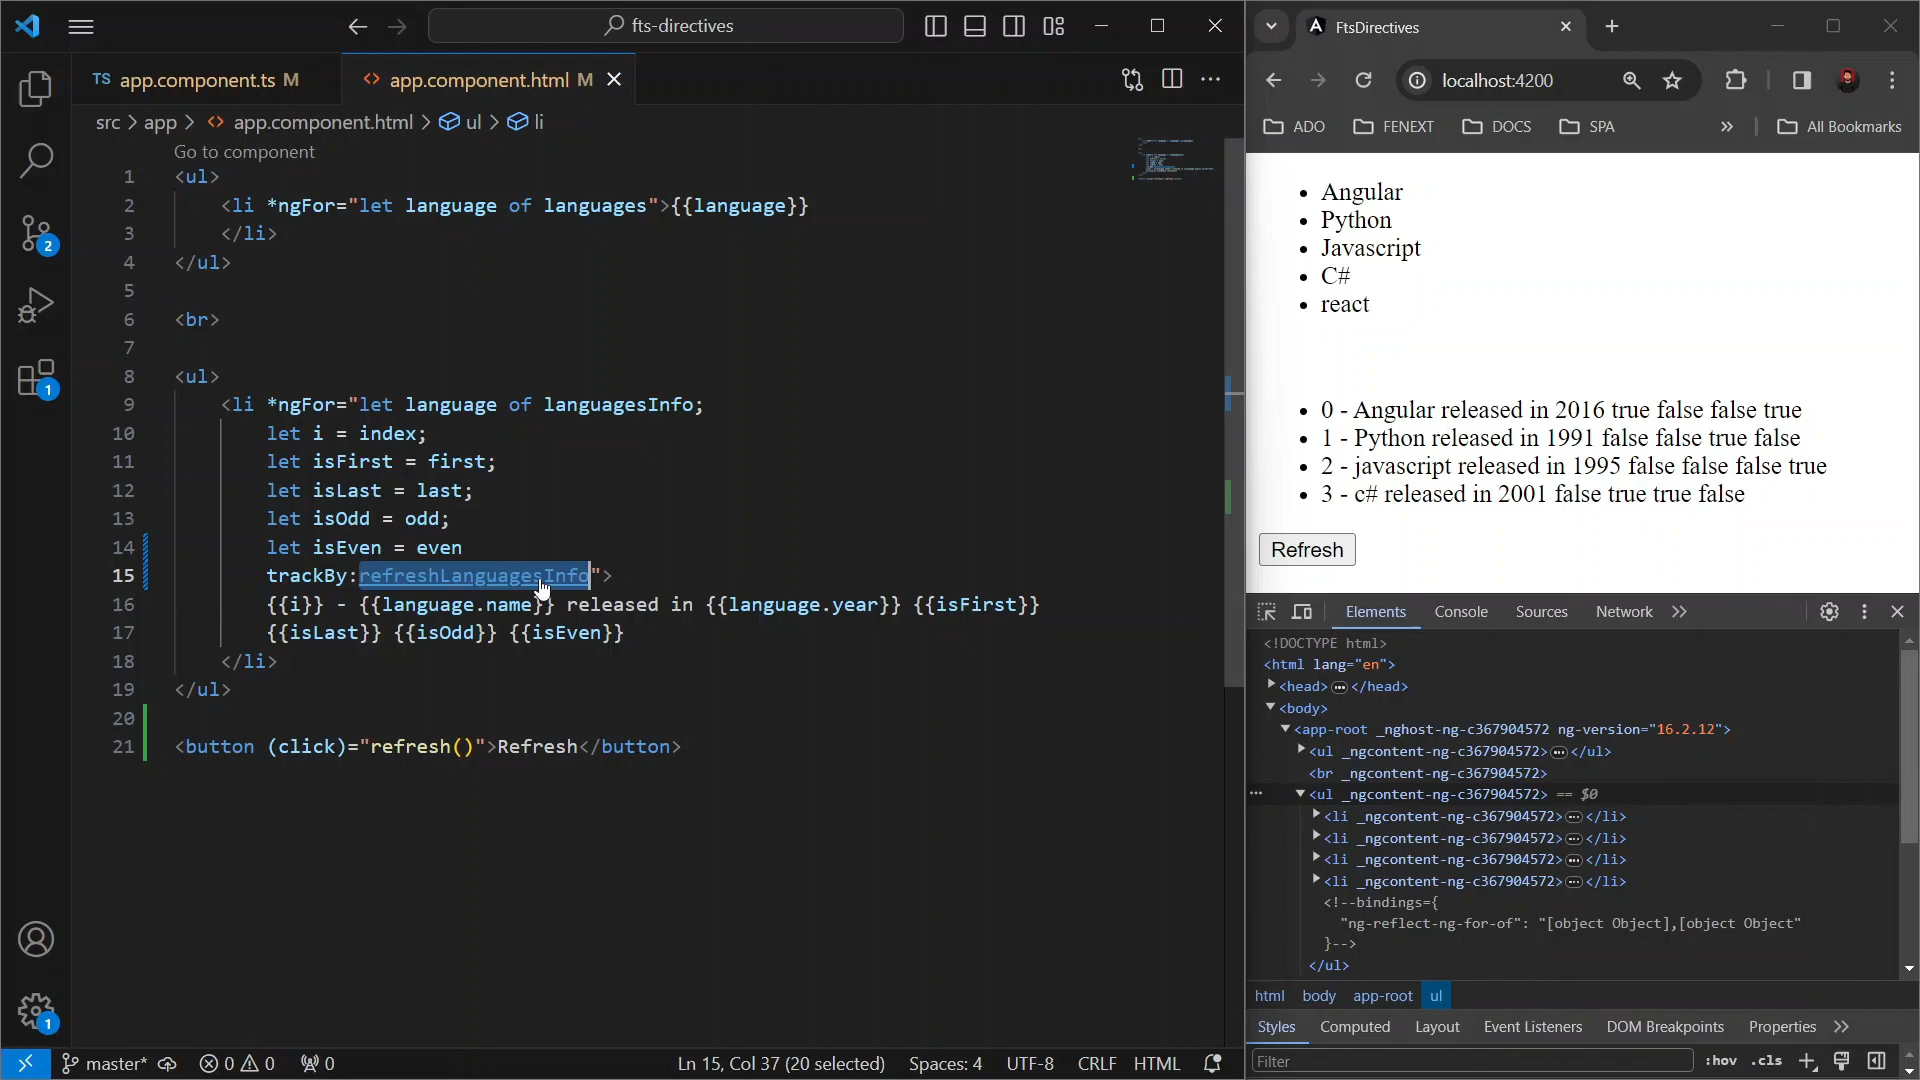 fts-directives
TS app.component.ts M
<> app.component.html M
src > app > <> app.component.html > ul > li
Go to component
1 <ul>
2 <li *ngFor="let language of languages">{{language}}
3 </li>
4 </ul>
5
6 <br>
7
8 <ul>
9 <li *ngFor="let language of languagesInfo;
10 let i = index;
11 let isFirst = first;
12 let isLast = last;
13 let isOdd = odd;
14 let isEven = even
15 trackBy:refreshLanguagesInfo">
16 {{i}} - {{language.name}} released in {{language.year}} {{isFirst}}
17 {{isLast}} {{isOdd}} {{isEven}}
18 </li>
19 </ul>
20
21 <button (click)="refresh()">Refresh</button>
2
1
1
master* 0 0 0
Ln 15, Col 37 (20 selected) Spaces: 4 UTF-8 CRLF HTML
FtsDirectives
localhost:4200
ADO FENEXT DOCS SPA » All Bookmarks
Angular
Python
Javascript
C#
react
0 - Angular released in 2016 true false false true
1 - Python released in 1991 false false true false
2 - javascript released in 1995 false false false true
3 - c# released in 2001 false true true false
Refresh
Elements Console Sources Network »
<!DOCTYPE html>
<html lang="en">
<head>…</head>
<body>
<app-root _nghost-ng-c367904572 ng-version="16.2.12">
<ul _ngcontent-ng-c367904572>…</ul>
<br _ngcontent-ng-c367904572>
… <ul _ngcontent-ng-c367904572> == $0
<li _ngcontent-ng-c367904572>…</li>
<li _ngcontent-ng-c367904572>…</li>
<li _ngcontent-ng-c367904572>…</li>
<li _ngcontent-ng-c367904572>…</li>
<!--bindings={
"ng-reflect-ng-for-of": "[object Object],[object Object"
}-->
</ul>
html body app-root ul
Styles Computed Layout Event Listeners DOM Breakpoints Properties »
Filter :hov .cls